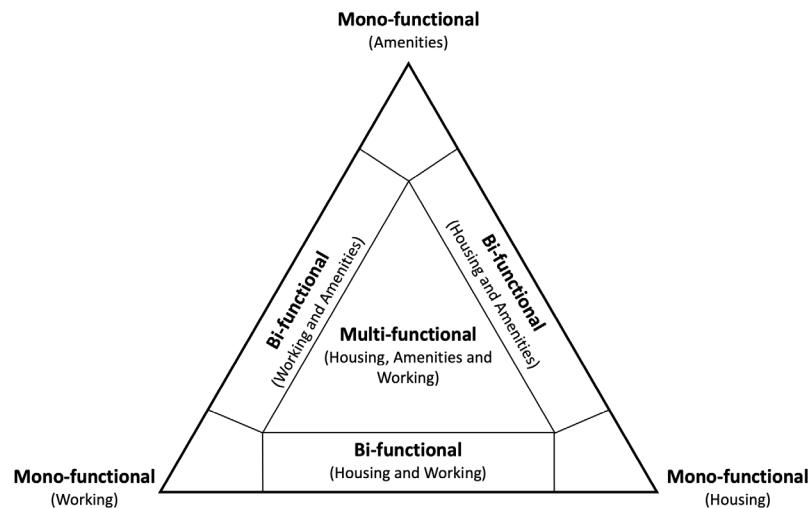 Mono-functional
(Amenities)
Bi-functional
(Working and Amenities)
Bi-functional
(Housing and Amenities)
Multi-functional
(Housing, Amenities and
Working)
Bi-functional
(Housing and Working)
Mono-functional
(Working)
Mono-functional
(Housing)